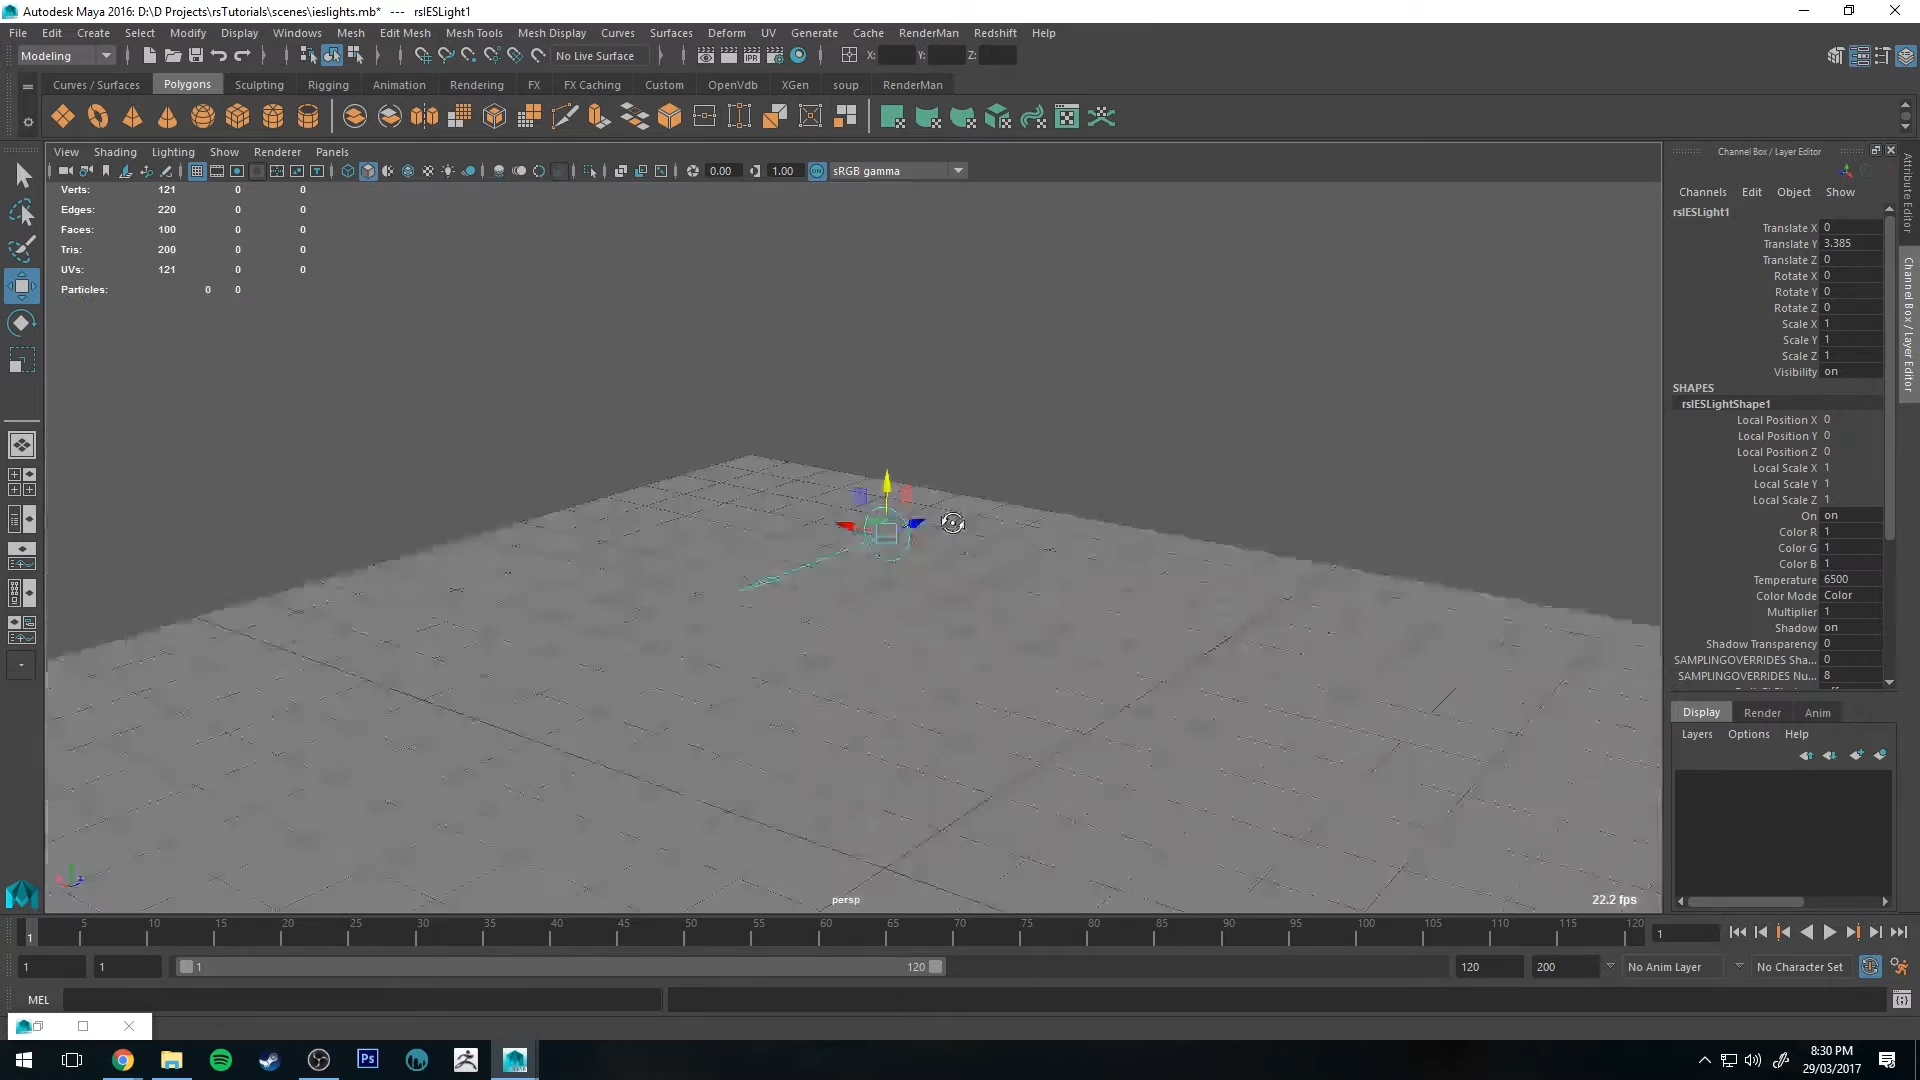 Autodesk Maya 2016: D:\D Projects\rsTutorials\scenes\ieslights.mb*   ---   rsIESLight1
File Edit Create Select Modify Display Windows Mesh Edit Mesh Mesh Tools Mesh Display Curves Surfaces Deform UV Generate Cache RenderMan Redshift Help
Modeling No Live Surface X: Y: Z:
Curves / Surfaces Polygons Sculpting Rigging Animation Rendering FX FX Caching Custom OpenVdb XGen soup RenderMan
View Shading Lighting Show Renderer Panels
0.00 1.00 sRGB gamma
Verts: 121 0 0
Edges: 220 0 0
Faces: 100 0 0
Tris: 200 0 0
UVs: 121 0 0
Particles: 0 0
persp
22.2 fps
Channel Box / Layer Editor
Channels Edit Object Show
rsIESLight1
Translate X 0
Translate Y 3.385
Translate Z 0
Rotate X 0
Rotate Y 0
Rotate Z 0
Scale X 1
Scale Y 1
Scale Z 1
Visibility on
SHAPES
rsIESLightShape1
Local Position X 0
Local Position Y 0
Local Position Z 0
Local Scale X 1
Local Scale Y 1
Local Scale Z 1
On on
Color R 1
Color G 1
Color B 1
Temperature 6500
Color Mode Color
Multiplier 1
Shadow on
Shadow Transparency 0
SAMPLINGOVERRIDES Sha... 0
SAMPLINGOVERRIDES Nu... 8
Attribute Editor
Channel Box / Layer Editor
Display Render Anim
Layers Options Help
1 5 10 15 20 25 30 35 40 45 50 55 60 65 70 75 80 85 90 95 100 105 110 115 120 1
1 1 1 120 120 200 No Anim Layer No Character Set
MEL
Ps
8:30 PM
29/03/2017